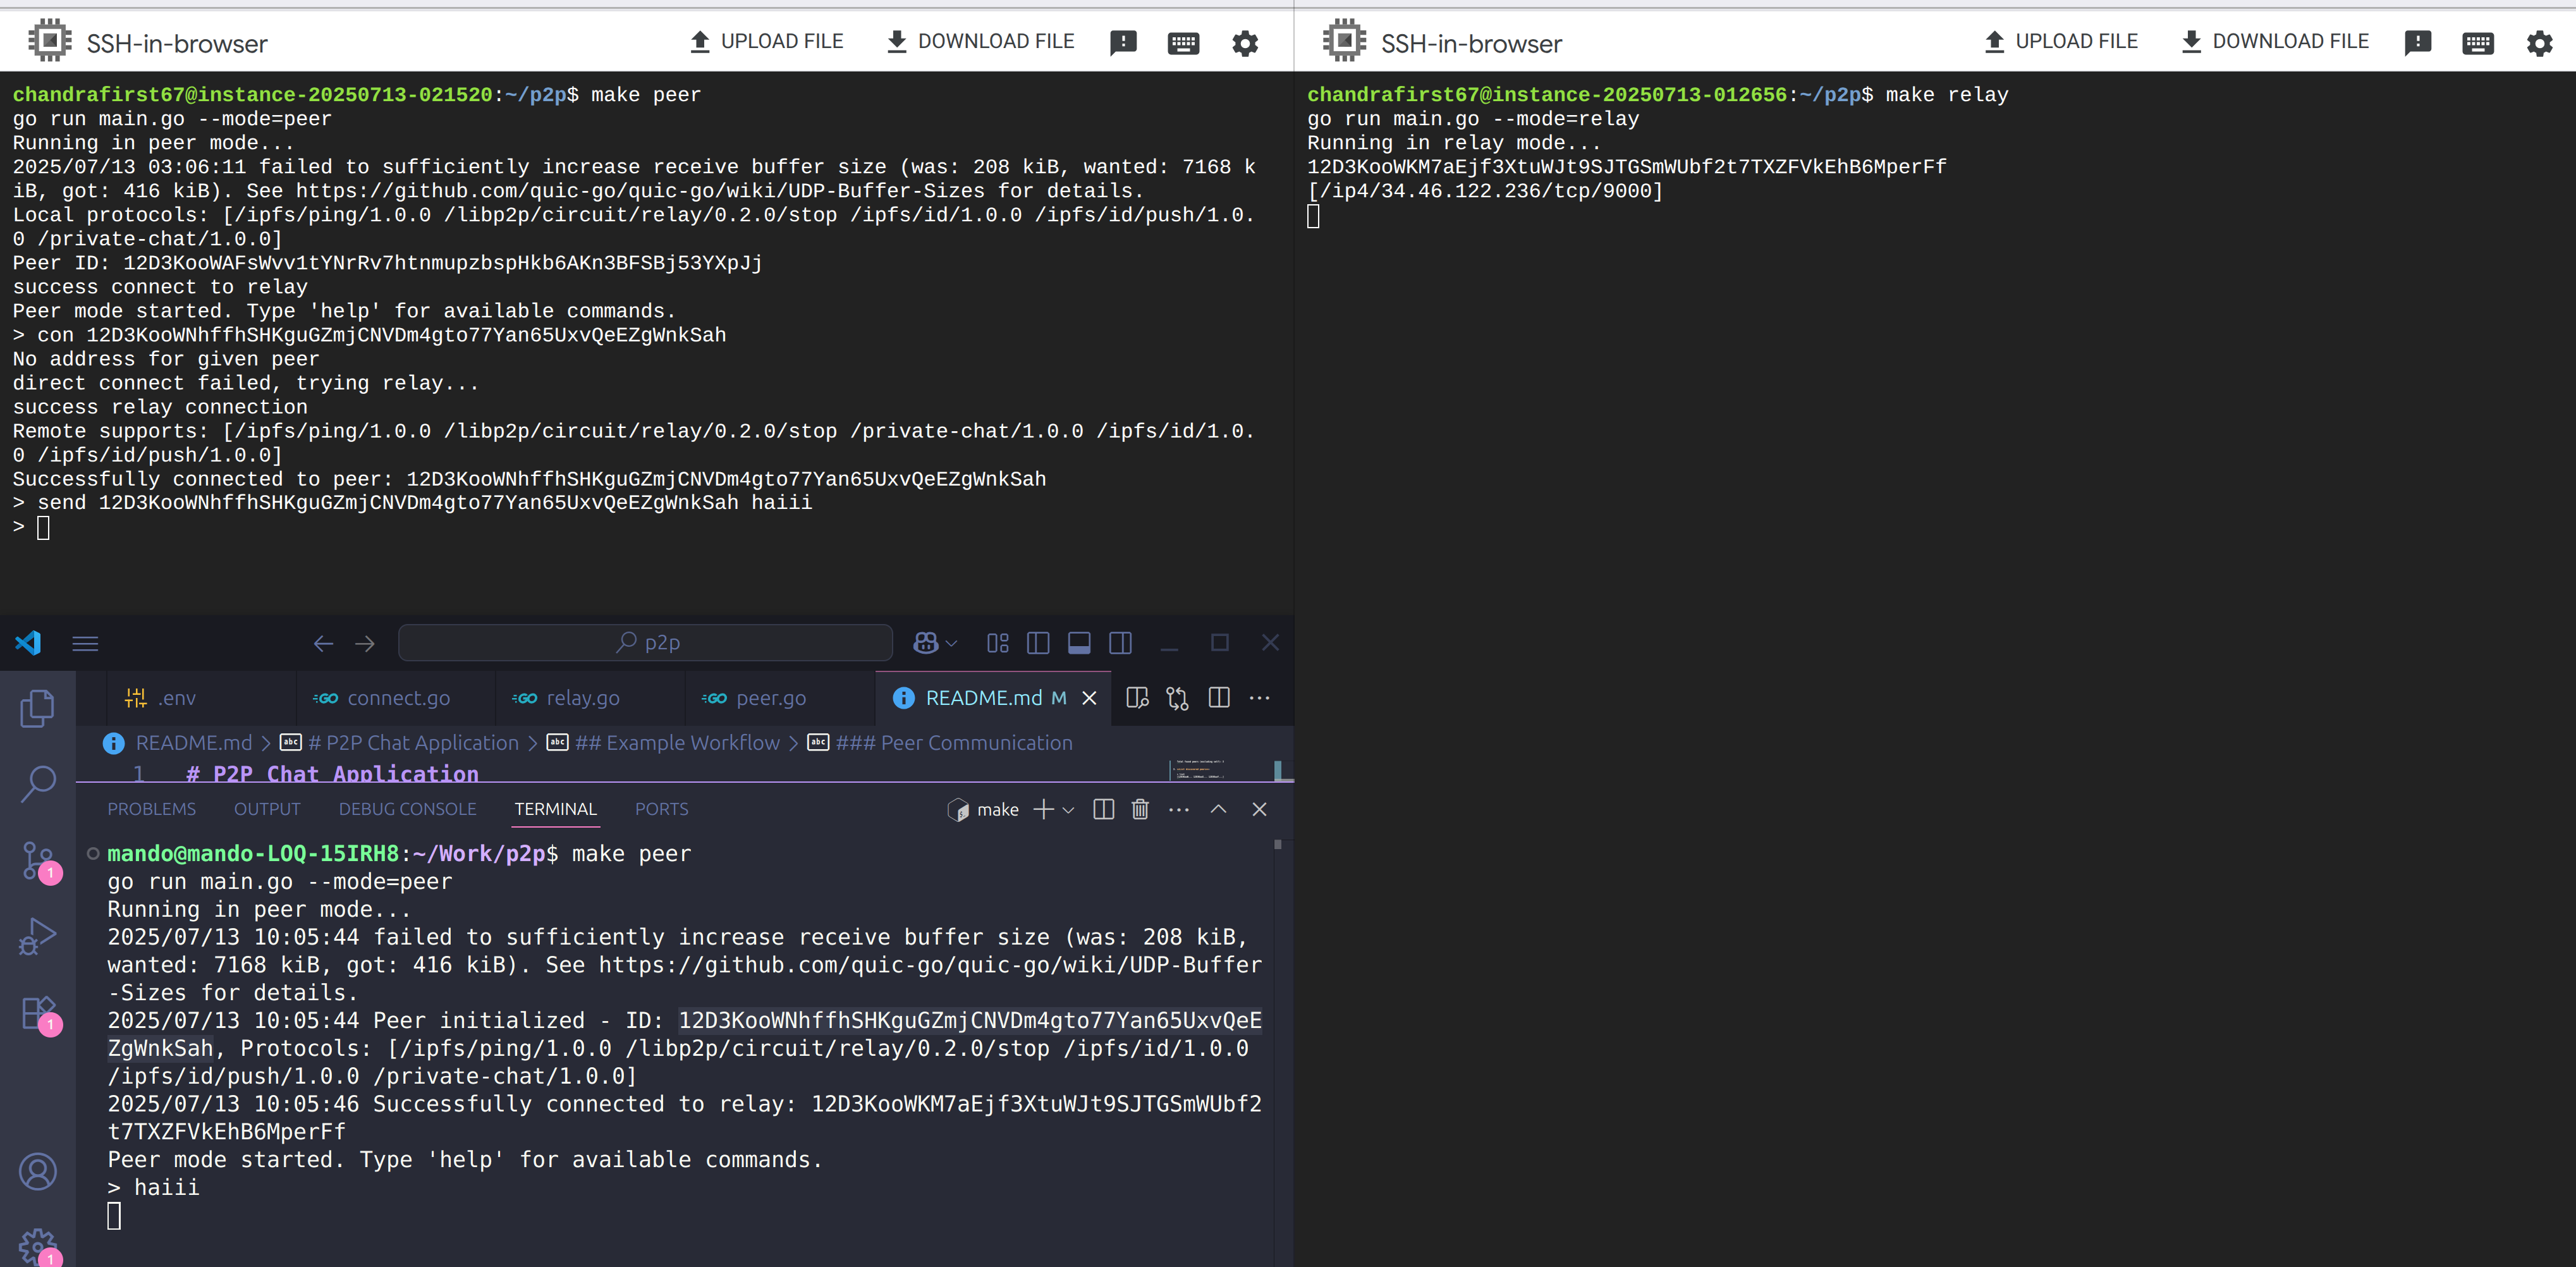 SSH-in-browser
UPLOAD FILE
DOWNLOAD FILE
chandrafirst67@instance-20250713-021520:~/p2p$ make peer
go run main.go --mode=peer
Running in peer mode...
2025/07/13 03:06:11 failed to sufficiently increase receive buffer size (was: 208 kiB, wanted: 7168 k
iB, got: 416 kiB). See https://github.com/quic-go/quic-go/wiki/UDP-Buffer-Sizes for details.
Local protocols: [/ipfs/ping/1.0.0 /libp2p/circuit/relay/0.2.0/stop /ipfs/id/1.0.0 /ipfs/id/push/1.0.
0 /private-chat/1.0.0]
Peer ID: 12D3KooWAFsWvv1tYNrRv7htnmupzbspHkb6AKn3BFSBj53YXpJj
success connect to relay
Peer mode started. Type 'help' for available commands.
> con 12D3KooWNhffhSHKguGZmjCNVDm4gto77Yan65UxvQeEZgWnkSah
No address for given peer
direct connect failed, trying relay...
success relay connection
Remote supports: [/ipfs/ping/1.0.0 /libp2p/circuit/relay/0.2.0/stop /private-chat/1.0.0 /ipfs/id/1.0.
0 /ipfs/id/push/1.0.0]
Successfully connected to peer: 12D3KooWNhffhSHKguGZmjCNVDm4gto77Yan65UxvQeEZgWnkSah
> send 12D3KooWNhffhSHKguGZmjCNVDm4gto77Yan65UxvQeEZgWnkSah haiii
>
SSH-in-browser
UPLOAD FILE
DOWNLOAD FILE
chandrafirst67@instance-20250713-012656:~/p2p$ make relay
go run main.go --mode=relay
Running in relay mode...
12D3KooWKM7aEjf3XtuWJt9SJTGSmWUbf2t7TXZFVkEhB6MperFf
[/ip4/34.46.122.236/tcp/9000]
p2p
.env
GO connect.go
GO relay.go
GO peer.go
README.md M
README.md > abc # P2P Chat Application > abc ## Example Workflow > abc ### Peer Communication
1 # P2P Chat Application
PROBLEMS OUTPUT DEBUG CONSOLE TERMINAL PORTS
make
mando@mando-LOQ-15IRH8:~/Work/p2p$ make peer
go run main.go --mode=peer
Running in peer mode...
2025/07/13 10:05:44 failed to sufficiently increase receive buffer size (was: 208 kiB,
wanted: 7168 kiB, got: 416 kiB). See https://github.com/quic-go/quic-go/wiki/UDP-Buffer
-Sizes for details.
2025/07/13 10:05:44 Peer initialized - ID: 12D3KooWNhffhSHKguGZmjCNVDm4gto77Yan65UxvQeE
ZgWnkSah, Protocols: [/ipfs/ping/1.0.0 /libp2p/circuit/relay/0.2.0/stop /ipfs/id/1.0.0
/ipfs/id/push/1.0.0 /private-chat/1.0.0]
2025/07/13 10:05:46 Successfully connected to relay: 12D3KooWKM7aEjf3XtuWJt9SJTGSmWUbf2
t7TXZFVkEhB6MperFf
Peer mode started. Type 'help' for available commands.
> haiii
1
1
1